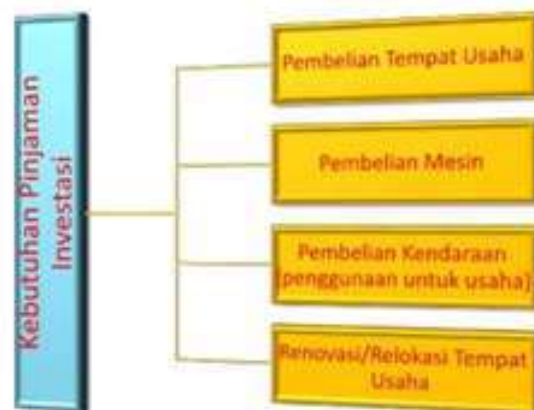 Kebutuhan Pinjaman
Investasi
Pembelian Tempat Usaha
Pembelian Mesin
Pembelian Kendaraan
(penggunaan untuk usaha)
Renovasi/Relokasi Tempat
Usaha